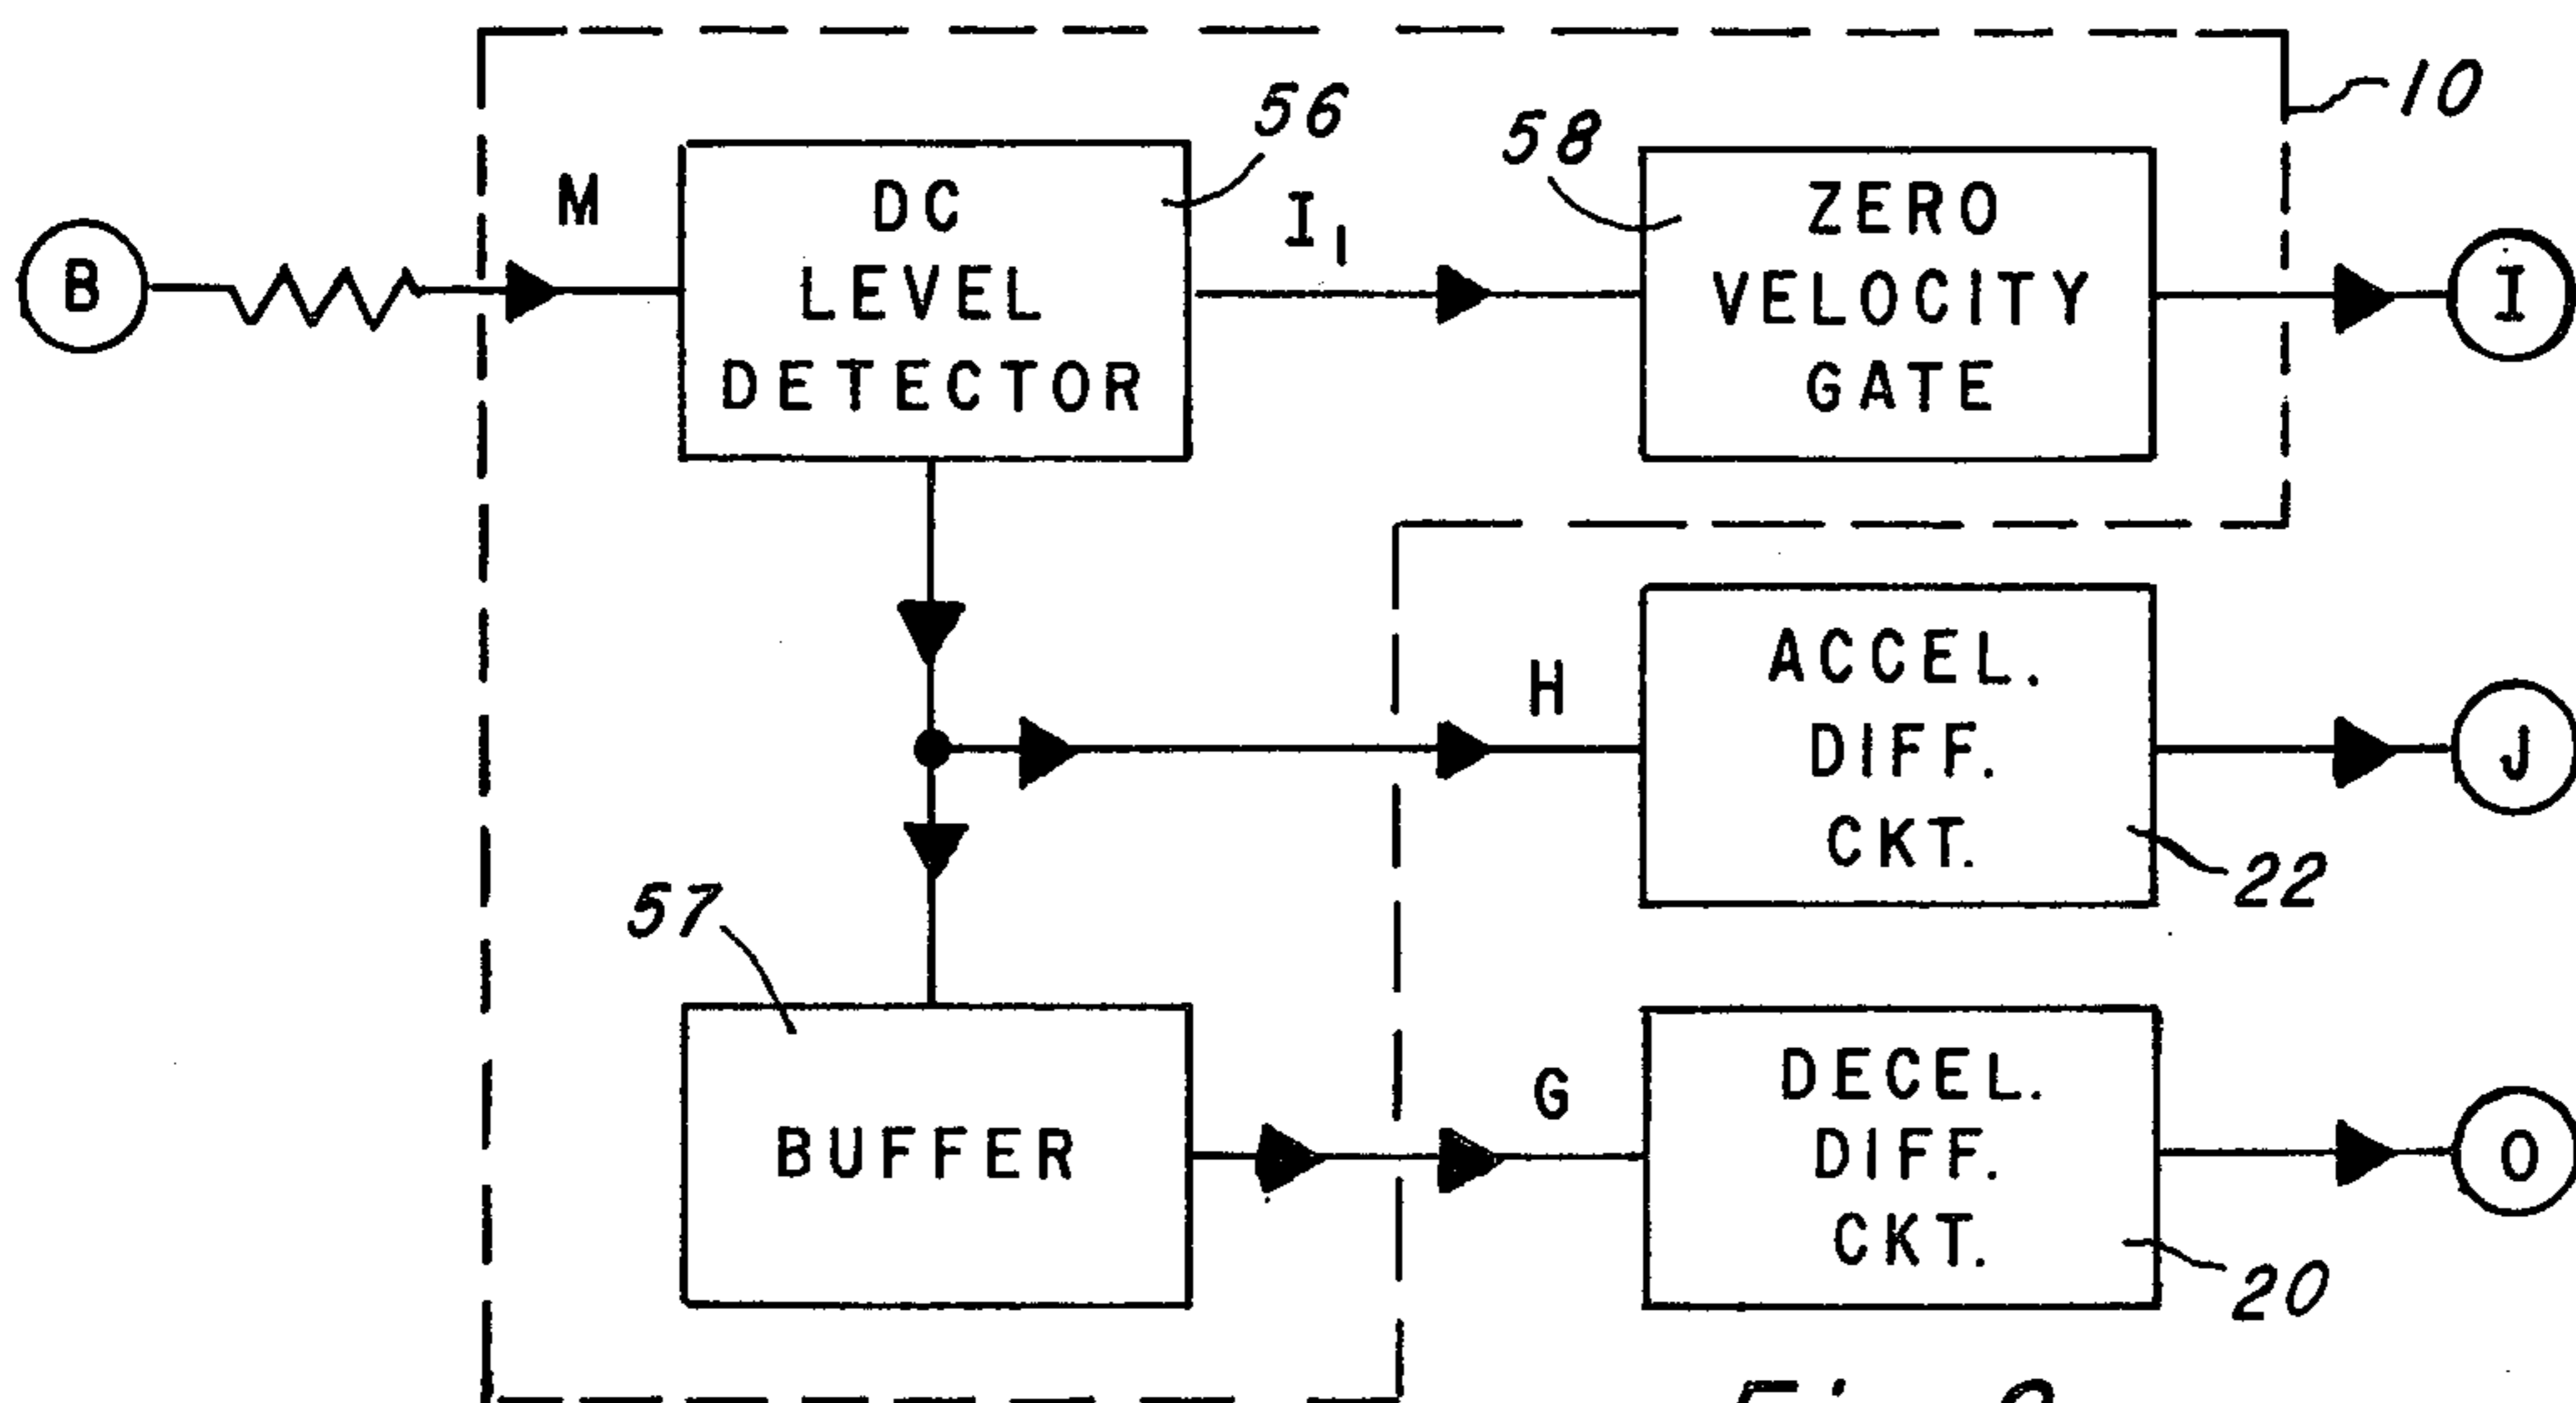 10
56
58
M
DC
LEVEL
DETECTOR
I1
ZERO
VELOCITY
GATE
B
I
H
ACCEL.
DIFF.
CKT.
J
22
57
BUFFER
G
DECEL.
DIFF.
CKT.
O
20